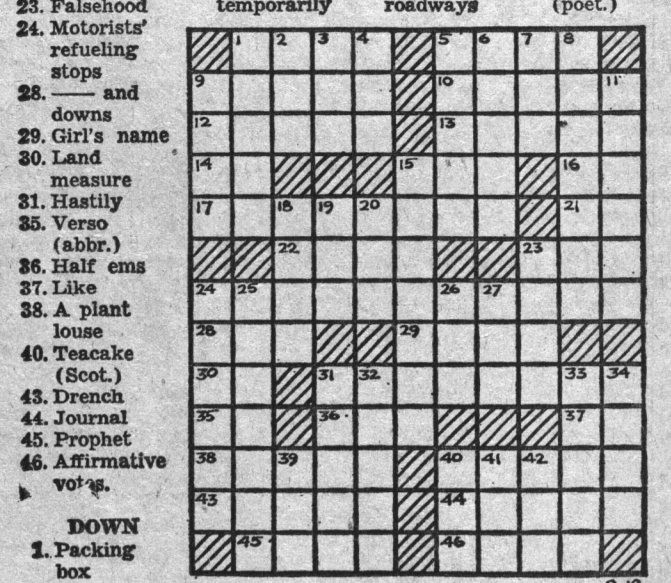 23. Falsehood
24. Motorists'
refueling
stops
28. —— and
downs
29. Girl's name
30. Land
measure
31. Hastily
35. Verso
(abbr.)
36. Half ems
37. Like
38. A plant
louse
40. Teacake
(Scot.)
43. Drench
44. Journal
45. Prophet
46. Affirmative
votes.
DOWN
1. Packing
box
temporarily roadways (poet.)
1 2 3 4 5 6 7 8
9 10 11
12 13
14 15 16
17 18 19 20 21
22 23
24 25 26 27
28 29
30 31 32 33 34
35 36 37
38 39 40 41 42
43 44
45 46